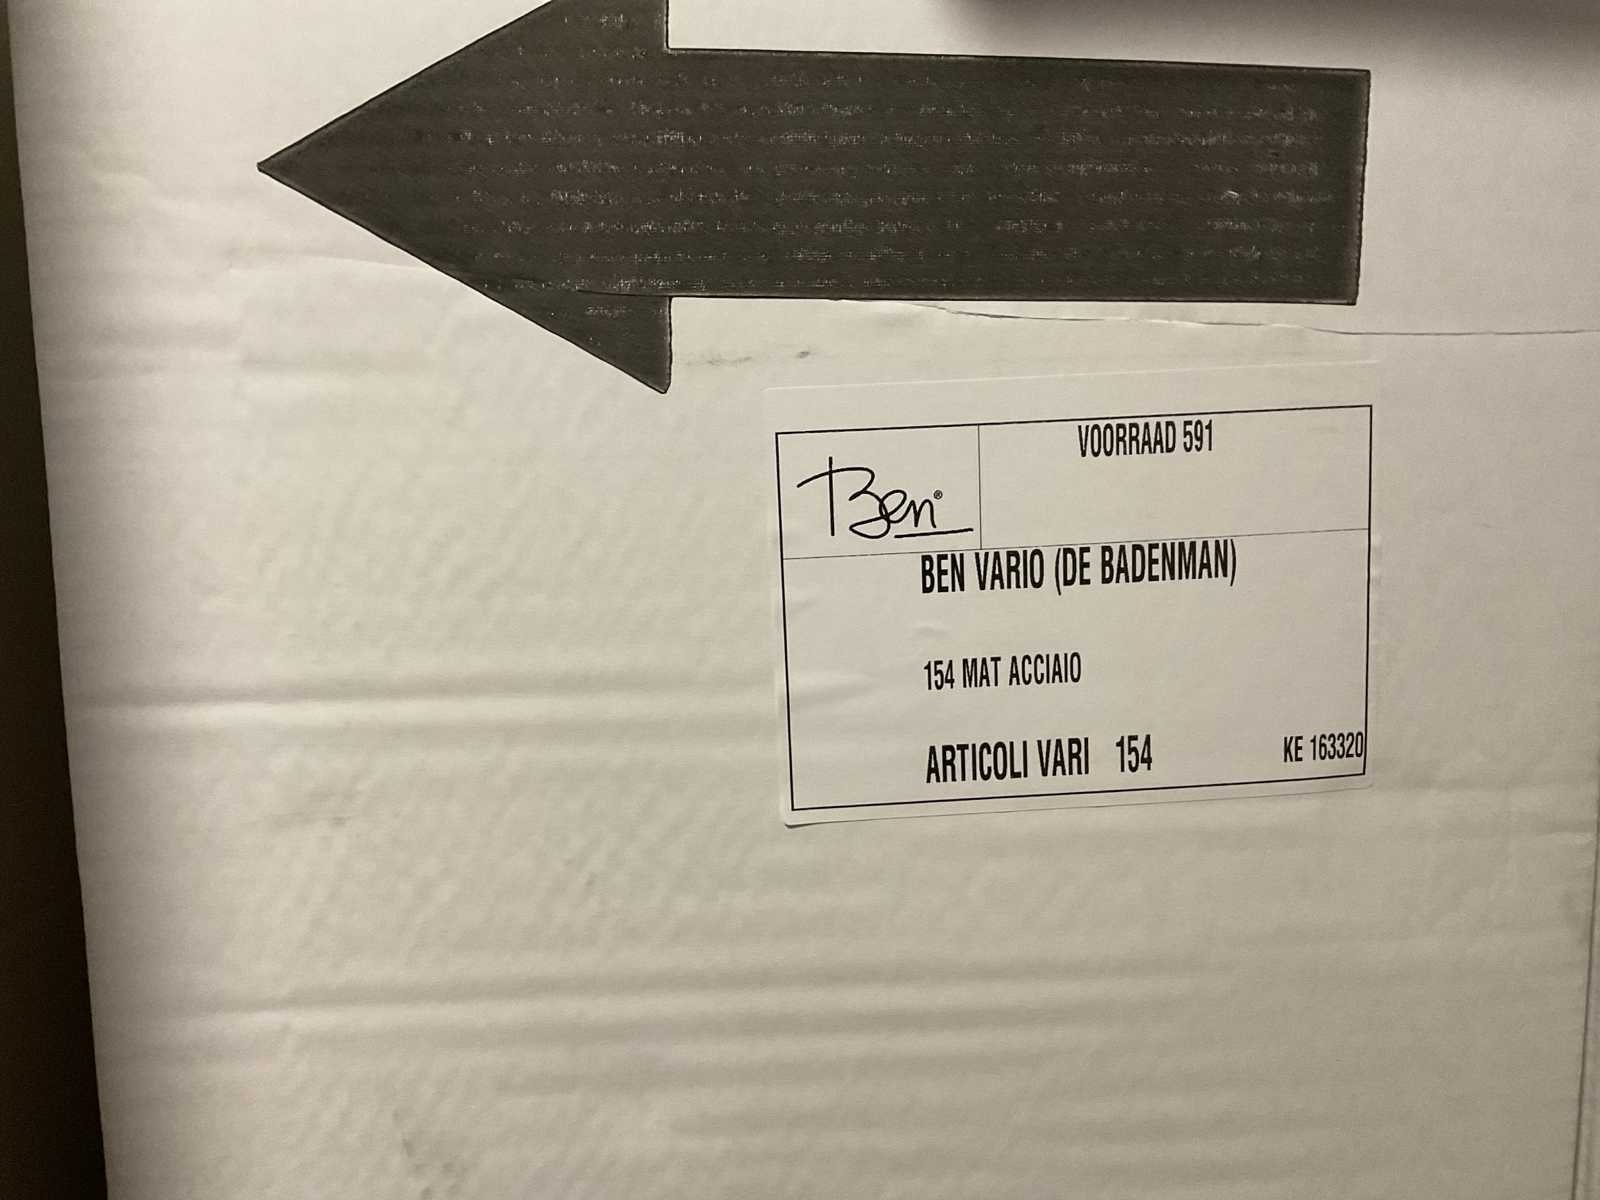 Ben®
VOORRAAD 591
BEN VARIO (DE BADENMAN)
154 MAT ACCIAIO
ARTICOLI VARI 154
KE 163320